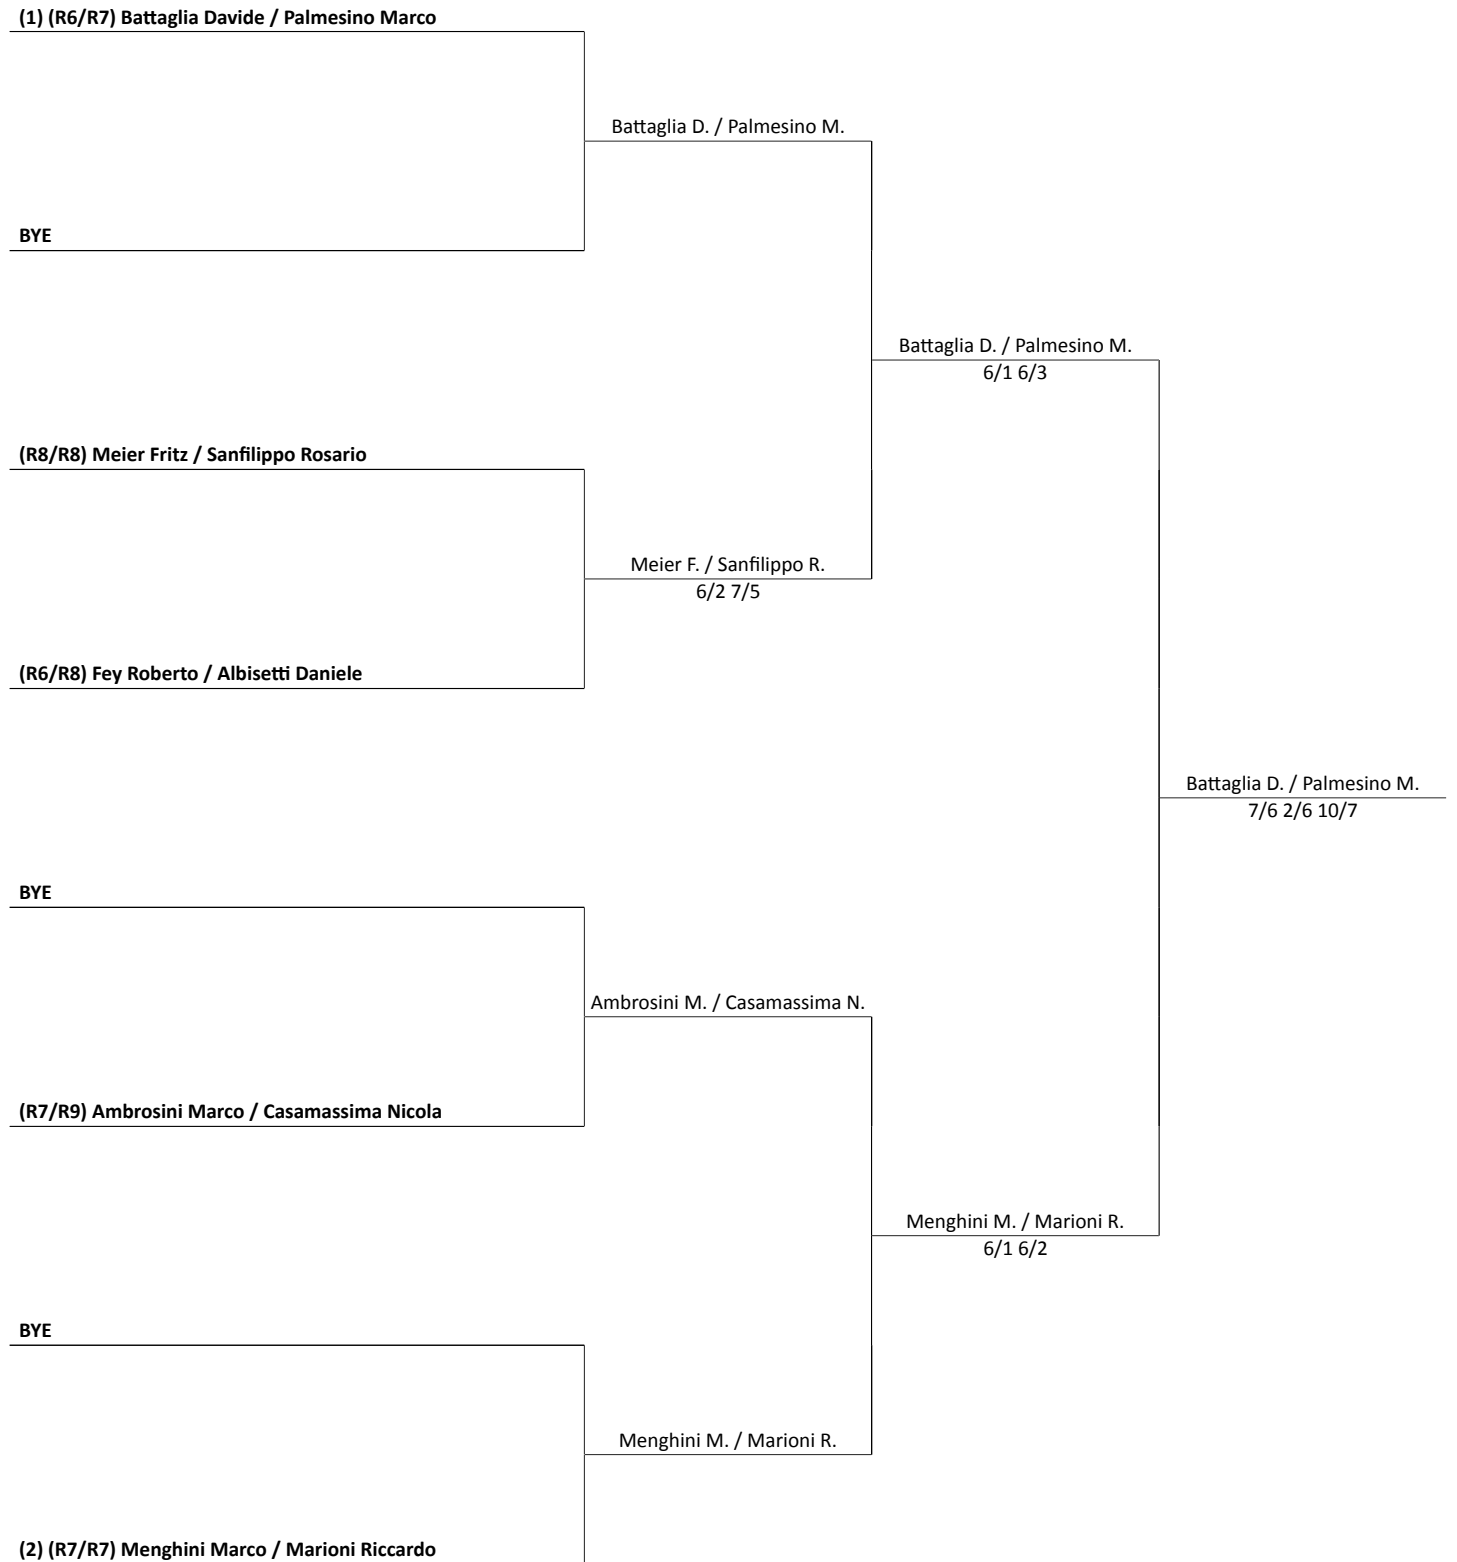 (1) (R6/R7) Battaglia Davide / Palmesino Marco
Battaglia D. / Palmesino M.
BYE
Battaglia D. / Palmesino M.
6/1 6/3
(R8/R8) Meier Fritz / Sanfilippo Rosario
Meier F. / Sanfilippo R.
6/2 7/5
(R6/R8) Fey Roberto / Albisetti Daniele
Battaglia D. / Palmesino M.
7/6 2/6 10/7
BYE
Ambrosini M. / Casamassima N.
(R7/R9) Ambrosini Marco / Casamassima Nicola
Menghini M. / Marioni R.
6/1 6/2
BYE
Menghini M. / Marioni R.
(2) (R7/R7) Menghini Marco / Marioni Riccardo